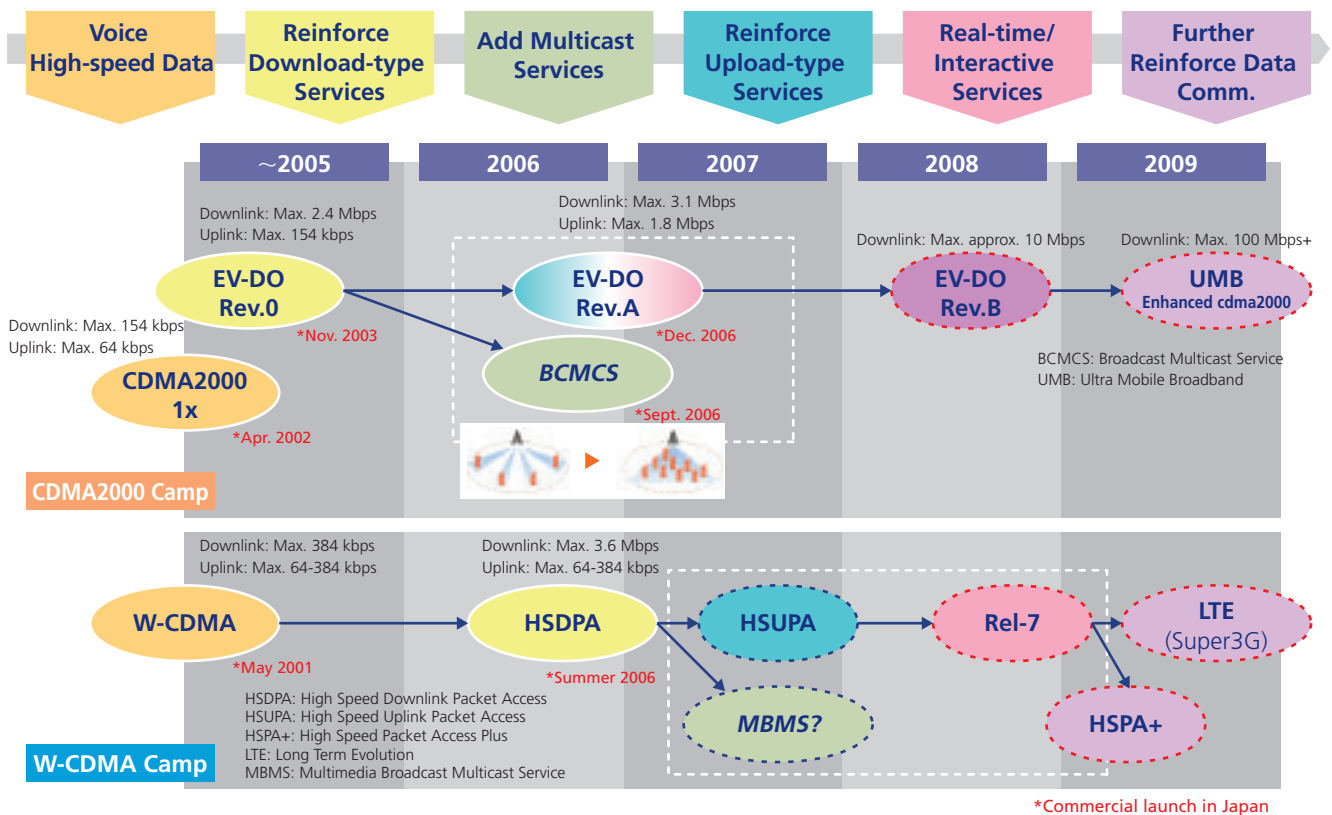 Voice
High-speed Data
Reinforce
Download-type
Services
Add Multicast
Services
Reinforce
Upload-type
Services
Real-time/
Interactive
Services
Further
Reinforce Data
Comm.
~2005
2006
2007
2008
2009
Downlink: Max. 2.4 Mbps
Uplink: Max. 154 kbps
Downlink: Max. 3.1 Mbps
Uplink: Max. 1.8 Mbps
Downlink: Max. approx. 10 Mbps
Downlink: Max. 100 Mbps+
EV-DO
Rev.0
*Nov. 2003
EV-DO
Rev.A
*Dec. 2006
EV-DO
Rev.B
UMB
Enhanced cdma2000
Downlink: Max. 154 kbps
Uplink: Max. 64 kbps
CDMA2000
1x
*Apr. 2002
BCMCS
*Sept. 2006
BCMCS: Broadcast Multicast Service
UMB: Ultra Mobile Broadband
CDMA2000 Camp
Downlink: Max. 384 kbps
Uplink: Max. 64-384 kbps
Downlink: Max. 3.6 Mbps
Uplink: Max. 64-384 kbps
W-CDMA
*May 2001
HSDPA
*Summer 2006
HSUPA
Rel-7
LTE
(Super3G)
MBMS?
HSPA+
HSDPA: High Speed Downlink Packet Access
HSUPA: High Speed Uplink Packet Access
HSPA+: High Speed Packet Access Plus
LTE: Long Term Evolution
MBMS: Multimedia Broadcast Multicast Service
W-CDMA Camp
*Commercial launch in Japan